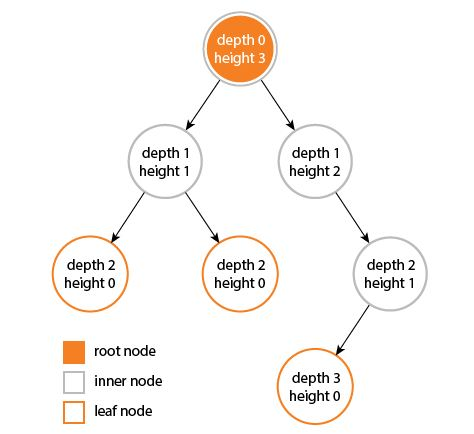 depth 0
height 3
depth 1
height 1
depth 1
height 2
depth 2
height 0
depth 2
height 0
depth 2
height 1
depth 3
height 0
root node
inner node
leaf node